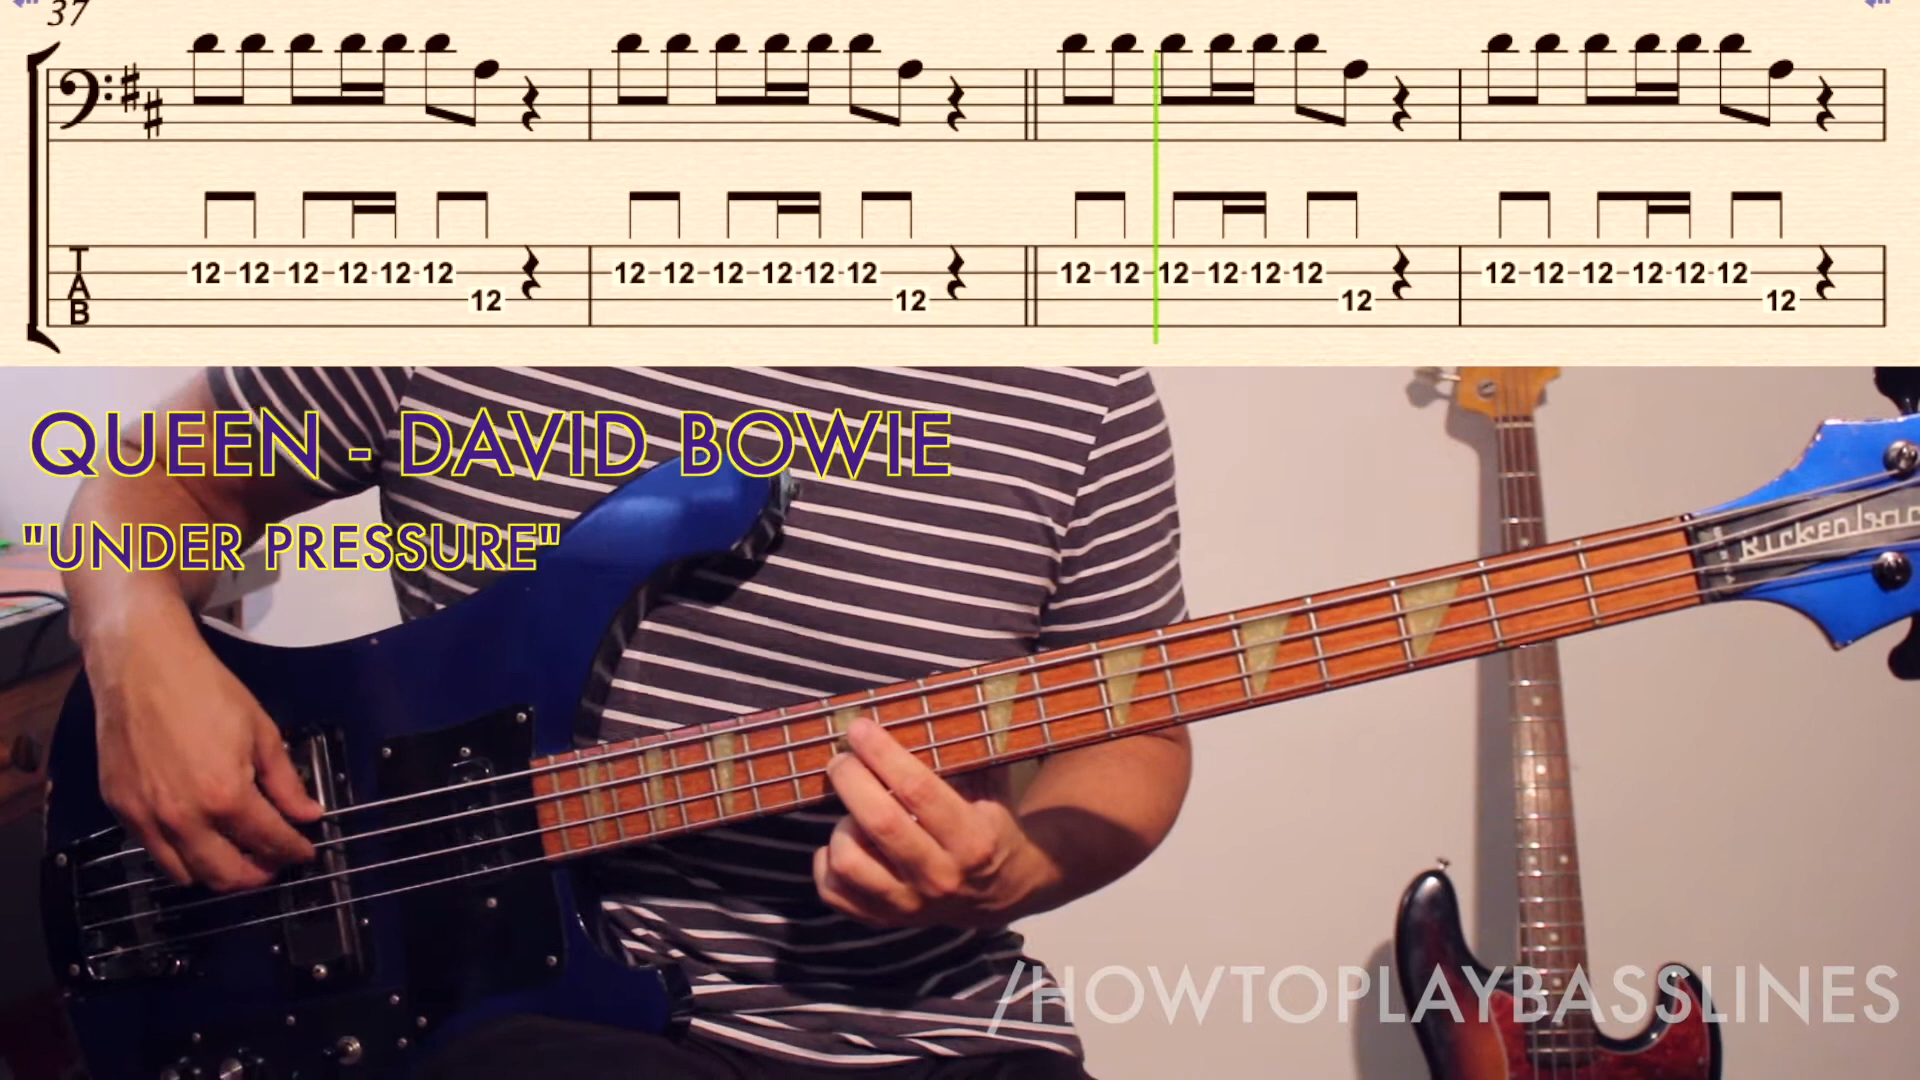 37
T
A
B
12 12 12 12 12 12 12 12 12 12 12 12 12 12 12 12 12 12 12 12 12 12 12 12 12 12 12 12
QUEEN - DAVID BOWIE
"UNDER PRESSURE"
/HOWTOPLAYBASSLINES